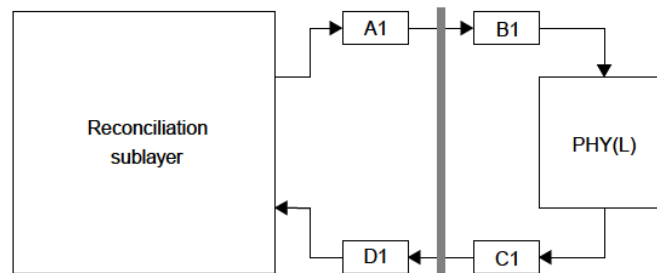 A1
B1
Reconciliation
sublayer
PHY(L)
D1
C1